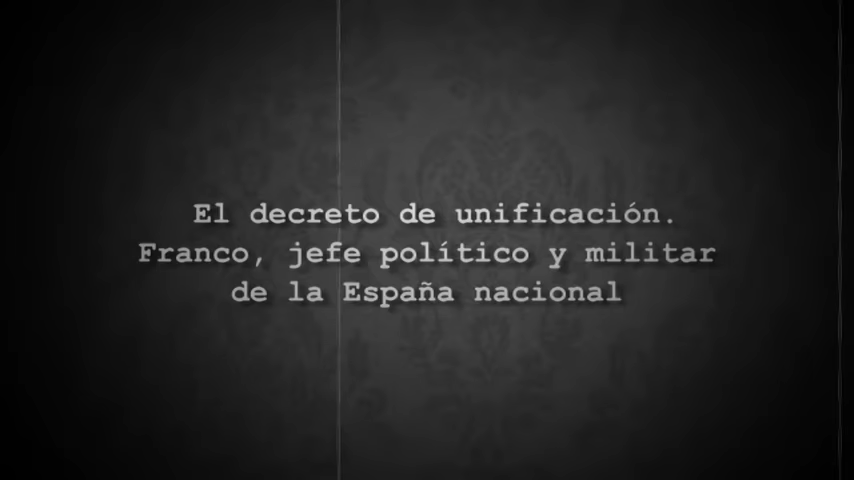 El decreto de unificación.
Franco, jefe político y militar
de la España nacional